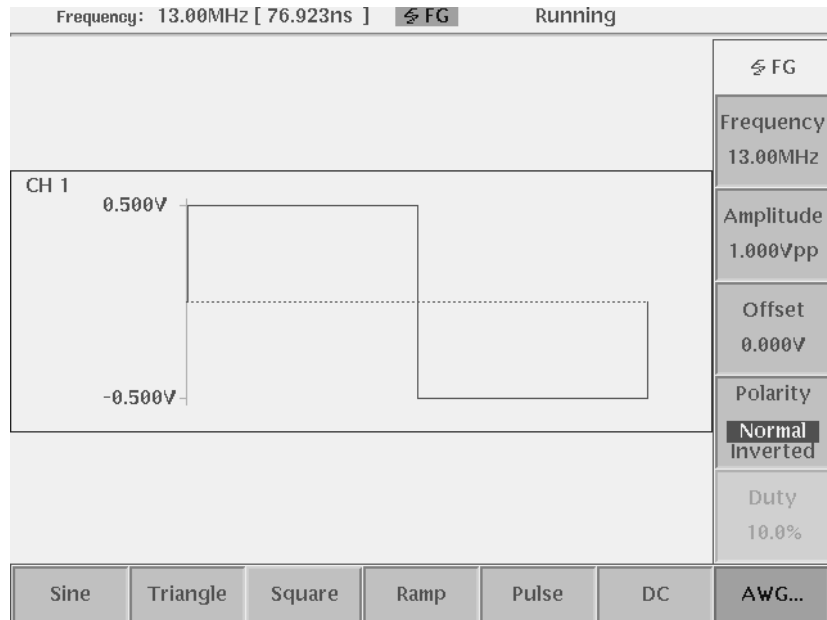 Frequency: 13.00MHz [ 76.923ns ] FG Running
FG
Frequency
13.00MHz
CH 1
0.500V
-0.500V
Amplitude
1.000Vpp
Offset
0.000V
Polarity
Normal
Inverted
Duty
10.0%
Sine Triangle Square Ramp Pulse DC AWG...